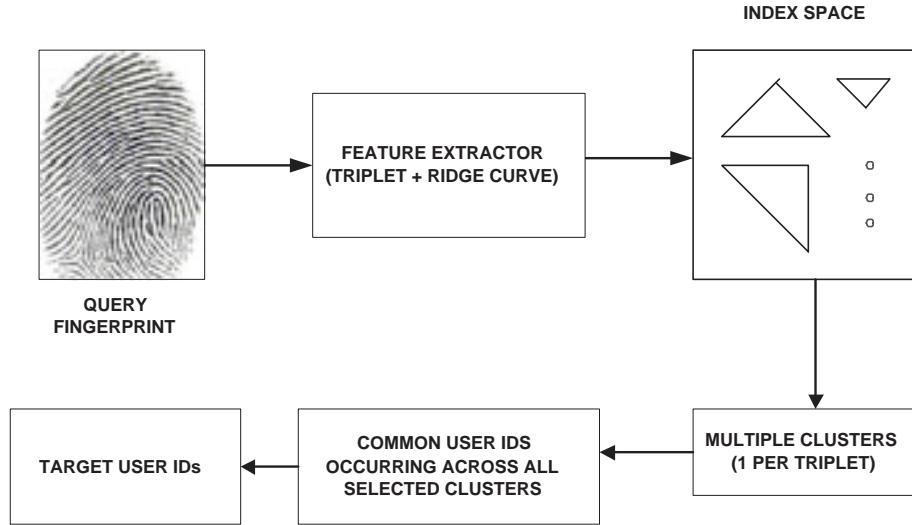 INDEX SPACE
FEATURE EXTRACTOR
(TRIPLET + RIDGE CURVE)
QUERY
FINGERPRINT
TARGET USER IDs
COMMON USER IDS
OCCURRING ACROSS ALL
SELECTED CLUSTERS
MULTIPLE CLUSTERS
(1 PER TRIPLET)